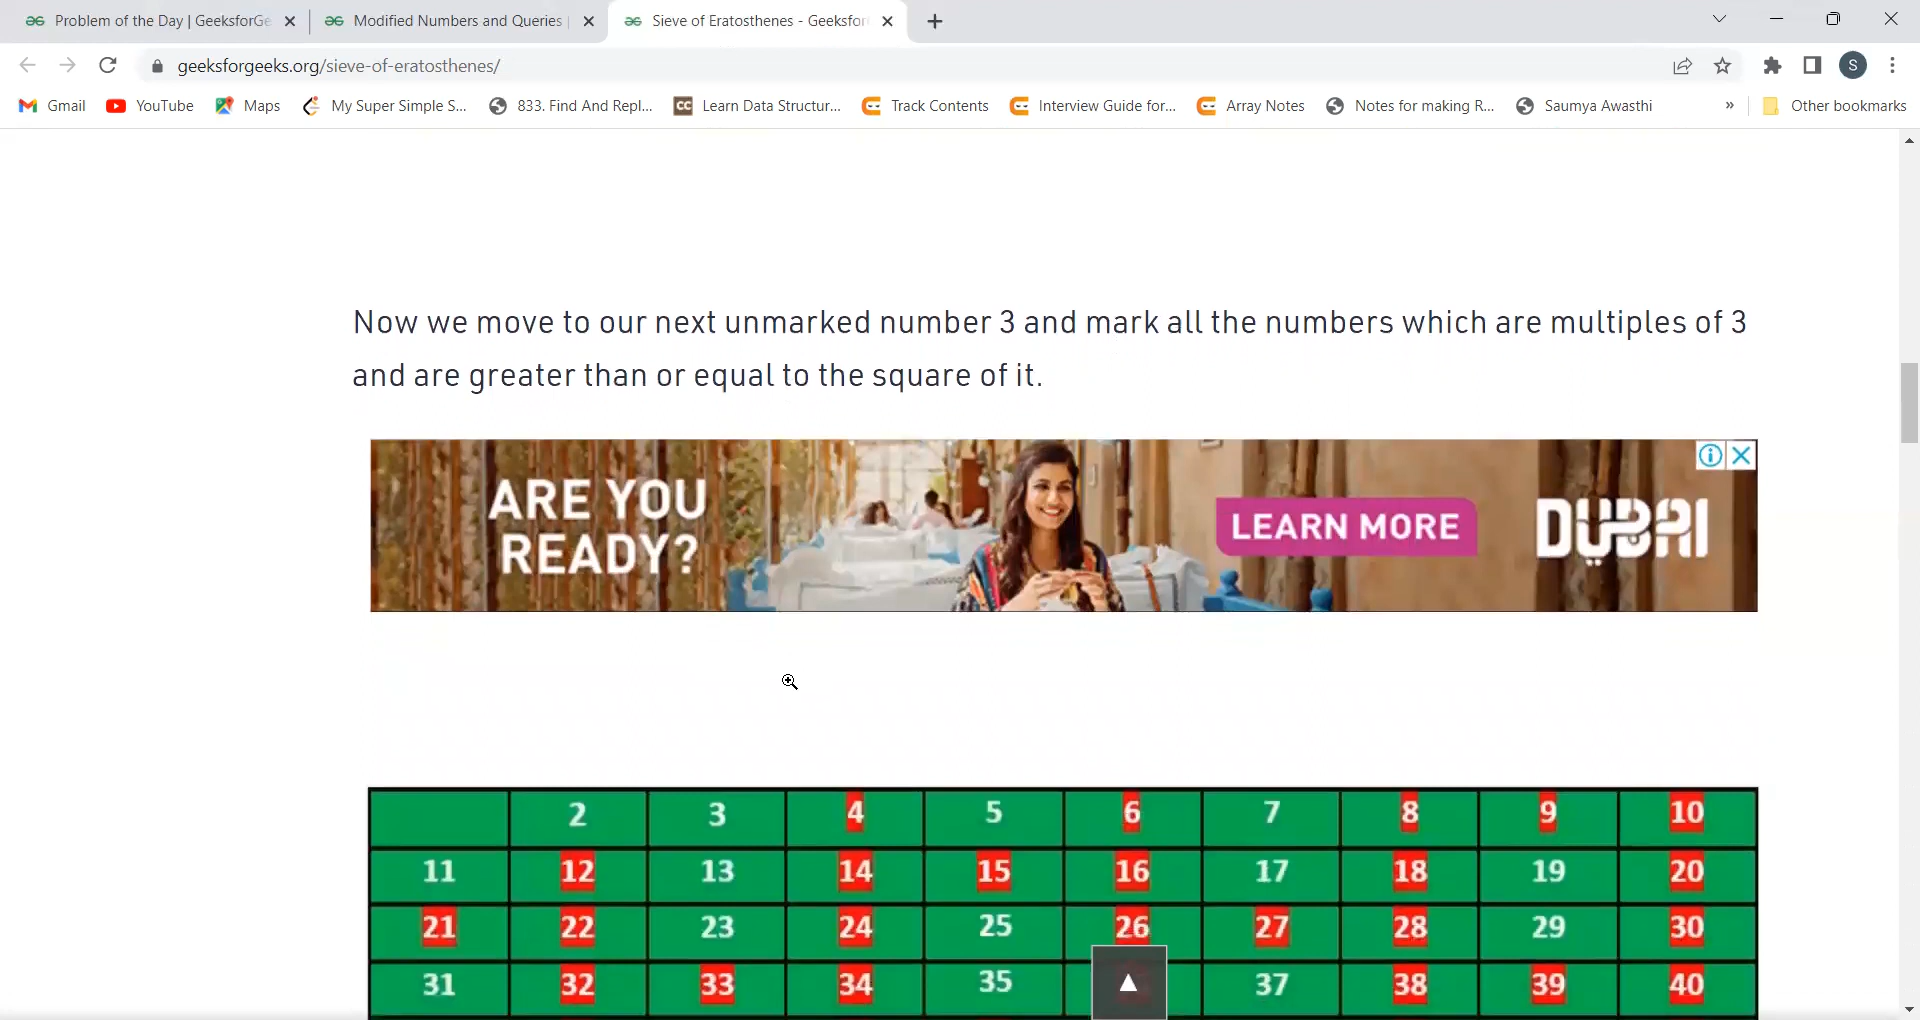 Problem of the Day | GeeksforGe
Modified Numbers and Queries
Sieve of Eratosthenes - Geeksfor
geeksforgeeks.org/sieve-of-eratosthenes/
S
Gmail
YouTube
Maps
My Super Simple S...
833. Find And Repl...
CC Learn Data Structur...
Track Contents
Interview Guide for...
Array Notes
Notes for making R...
Saumya Awasthi
»
Other bookmarks
Now we move to our next unmarked number 3 and mark all the numbers which are multiples of 3
and are greater than or equal to the square of it.
ARE YOU
READY?
LEARN MORE
DUBAI
2 3 4 5 6 7 8 9 10
11 12 13 14 15 16 17 18 19 20
21 22 23 24 25 26 27 28 29 30
31 32 33 34 35 37 38 39 40